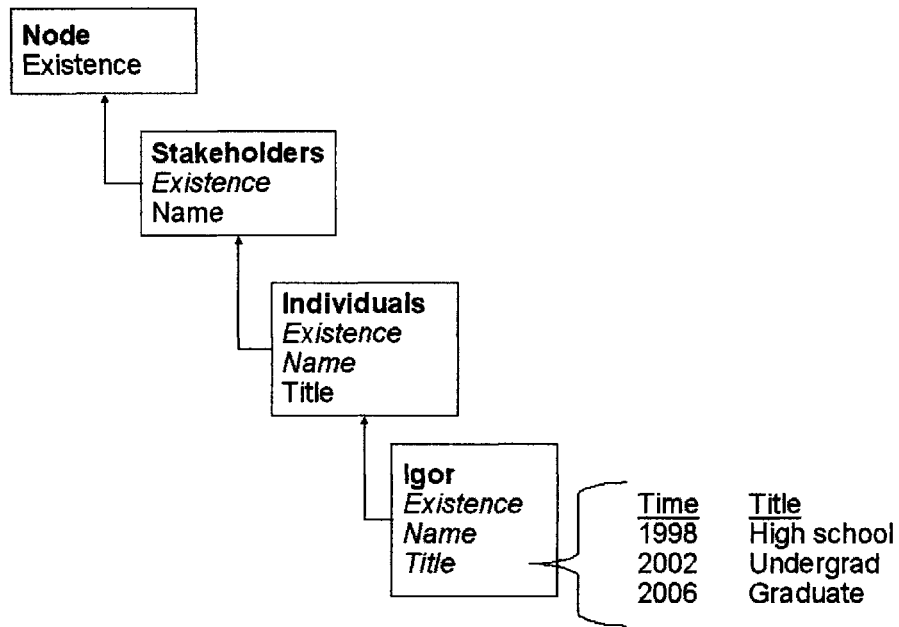 Node
Existence
Stakeholders
Existence
Name
Individuals
Existence
Name
Title
Igor
Existence
Name
Title
Time Title
1998 High school
2002 Undergrad
2006 Graduate